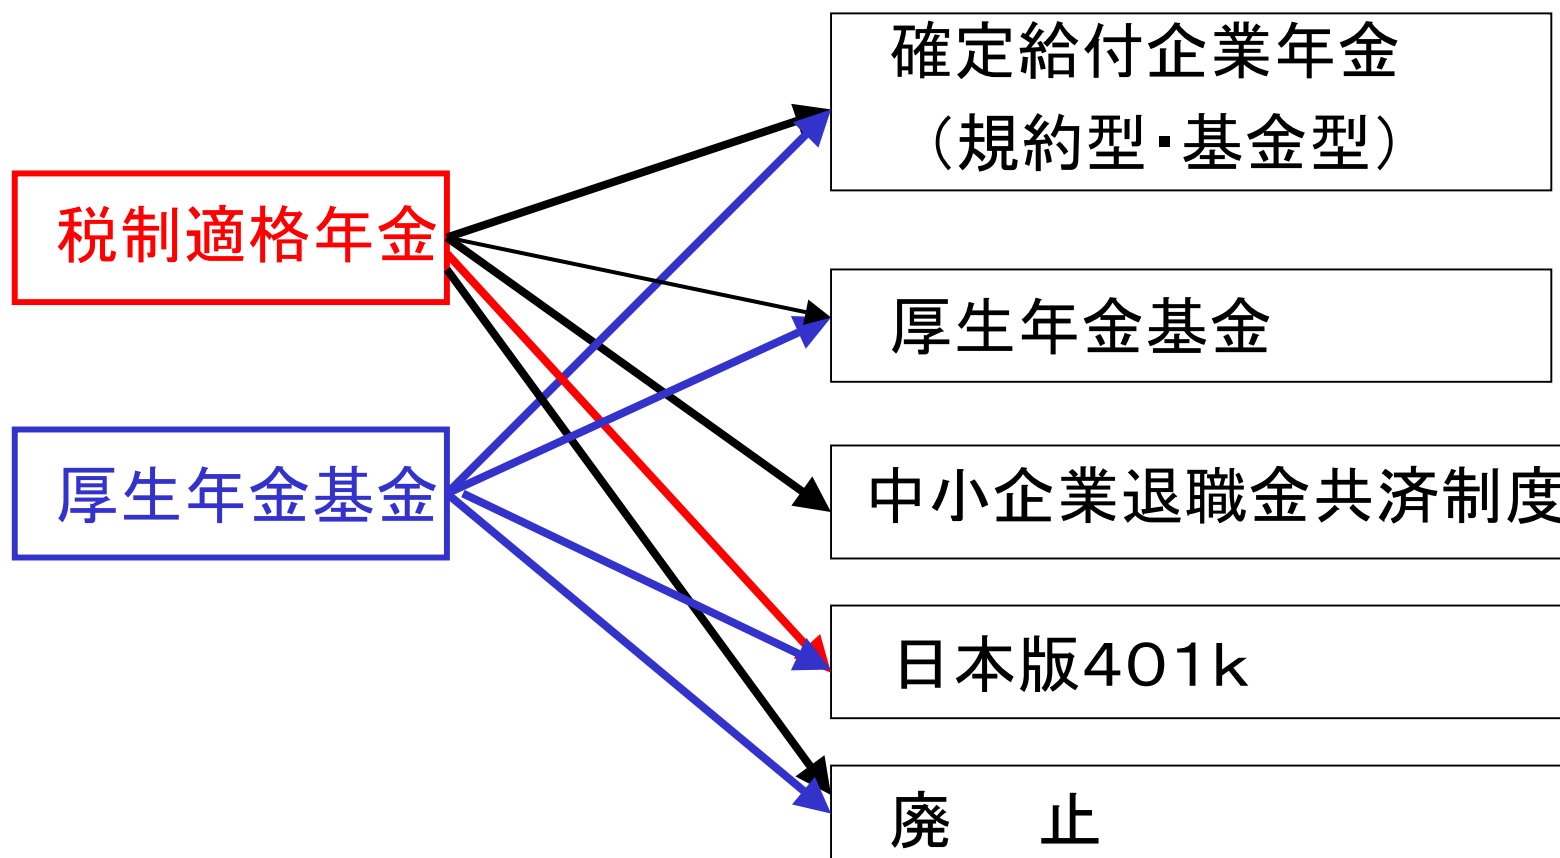 税制適格年金
厚生年金基金
確定給付企業年金
（規約型・基金型）
厚生年金基金
中小企業退職金共済制度
日本版４０１ｋ
廃　止